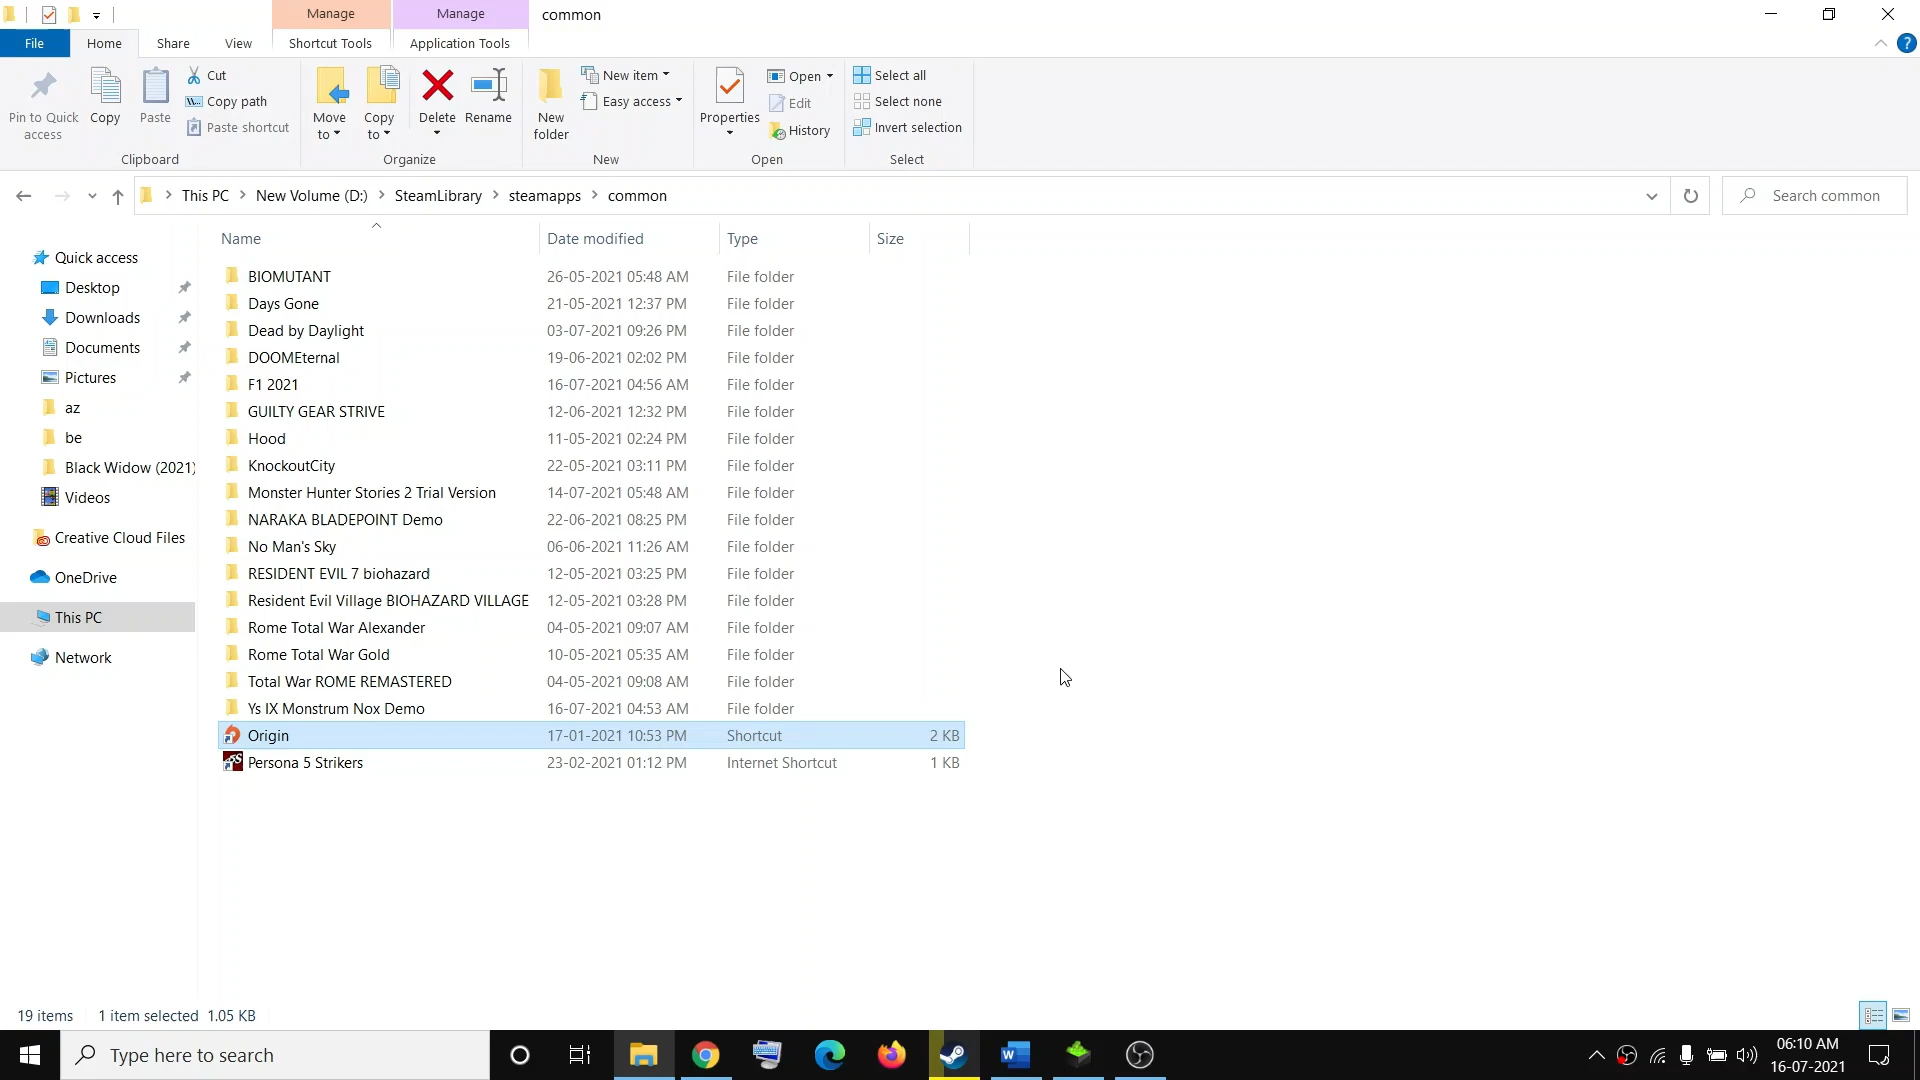 Manage
Manage
common
File
Home
Share
View
Shortcut Tools
Application Tools
?
Pin to Quick access
Copy
Paste
Cut
Copy path
Paste shortcut
Clipboard
Move to
Copy to
Delete
Rename
Organize
New folder
New item
Easy access
New
Properties
Open
Edit
History
Open
Select all
Select none
Invert selection
Select
This PC
New Volume (D:)
SteamLibrary
steamapps
common
Search common
Quick access
Desktop
Downloads
Documents
Pictures
az
be
Black Widow (2021)
Videos
Creative Cloud Files
OneDrive
This PC
Network
Name Date modified Type Size
BIOMUTANT 26-05-2021 05:48 AM File folder
Days Gone 21-05-2021 12:37 PM File folder
Dead by Daylight 03-07-2021 09:26 PM File folder
DOOMEternal 19-06-2021 02:02 PM File folder
F1 2021 16-07-2021 04:56 AM File folder
GUILTY GEAR STRIVE 12-06-2021 12:32 PM File folder
Hood 11-05-2021 02:24 PM File folder
KnockoutCity 22-05-2021 03:11 PM File folder
Monster Hunter Stories 2 Trial Version 14-07-2021 05:48 AM File folder
NARAKA BLADEPOINT Demo 22-06-2021 08:25 PM File folder
No Man's Sky 06-06-2021 11:26 AM File folder
RESIDENT EVIL 7 biohazard 12-05-2021 03:25 PM File folder
Resident Evil Village BIOHAZARD VILLAGE 12-05-2021 03:28 PM File folder
Rome Total War Alexander 04-05-2021 09:07 AM File folder
Rome Total War Gold 10-05-2021 05:35 AM File folder
Total War ROME REMASTERED 04-05-2021 09:08 AM File folder
Ys IX Monstrum Nox Demo 16-07-2021 04:53 AM File folder
Origin 17-01-2021 10:53 PM Shortcut 2 KB
Persona 5 Strikers 23-02-2021 01:12 PM Internet Shortcut 1 KB
19 items 1 item selected 1.05 KB
Type here to search
06:10 AM
16-07-2021